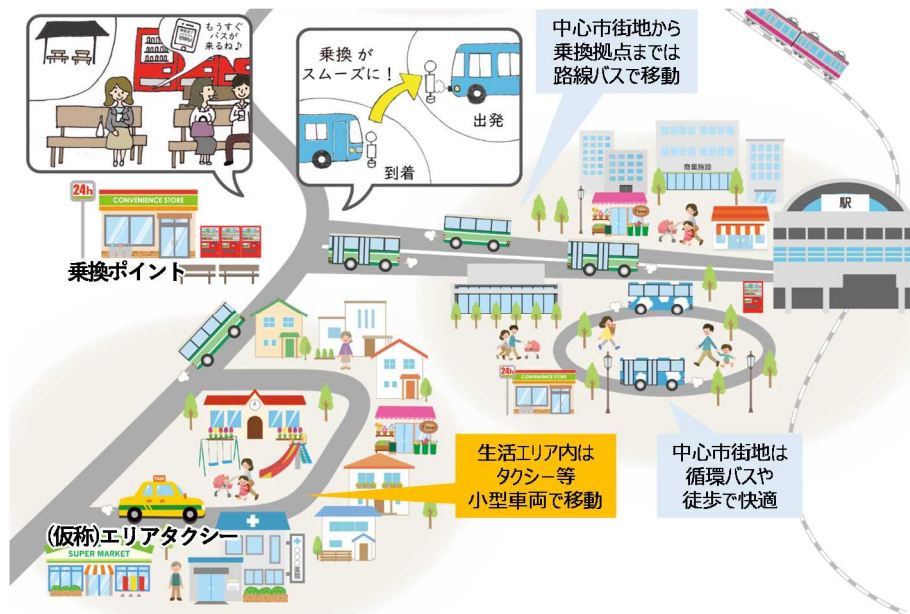 もうすぐ
バスが
来るね♪
乗換が
スムーズに！
出発
到着
中心市街地から
乗換拠点までは
路線バスで移動
商業施設
駅
24h
CONVENIENCE STORE
乗換ポイント
24h
CONVENIENCE STORE
生活エリア内は
タクシー等
小型車両で移動
中心市街地は
循環バスや
徒歩で快適
TAXI
(仮称)エリアタクシー
SUPER MARKET
〇〇医院